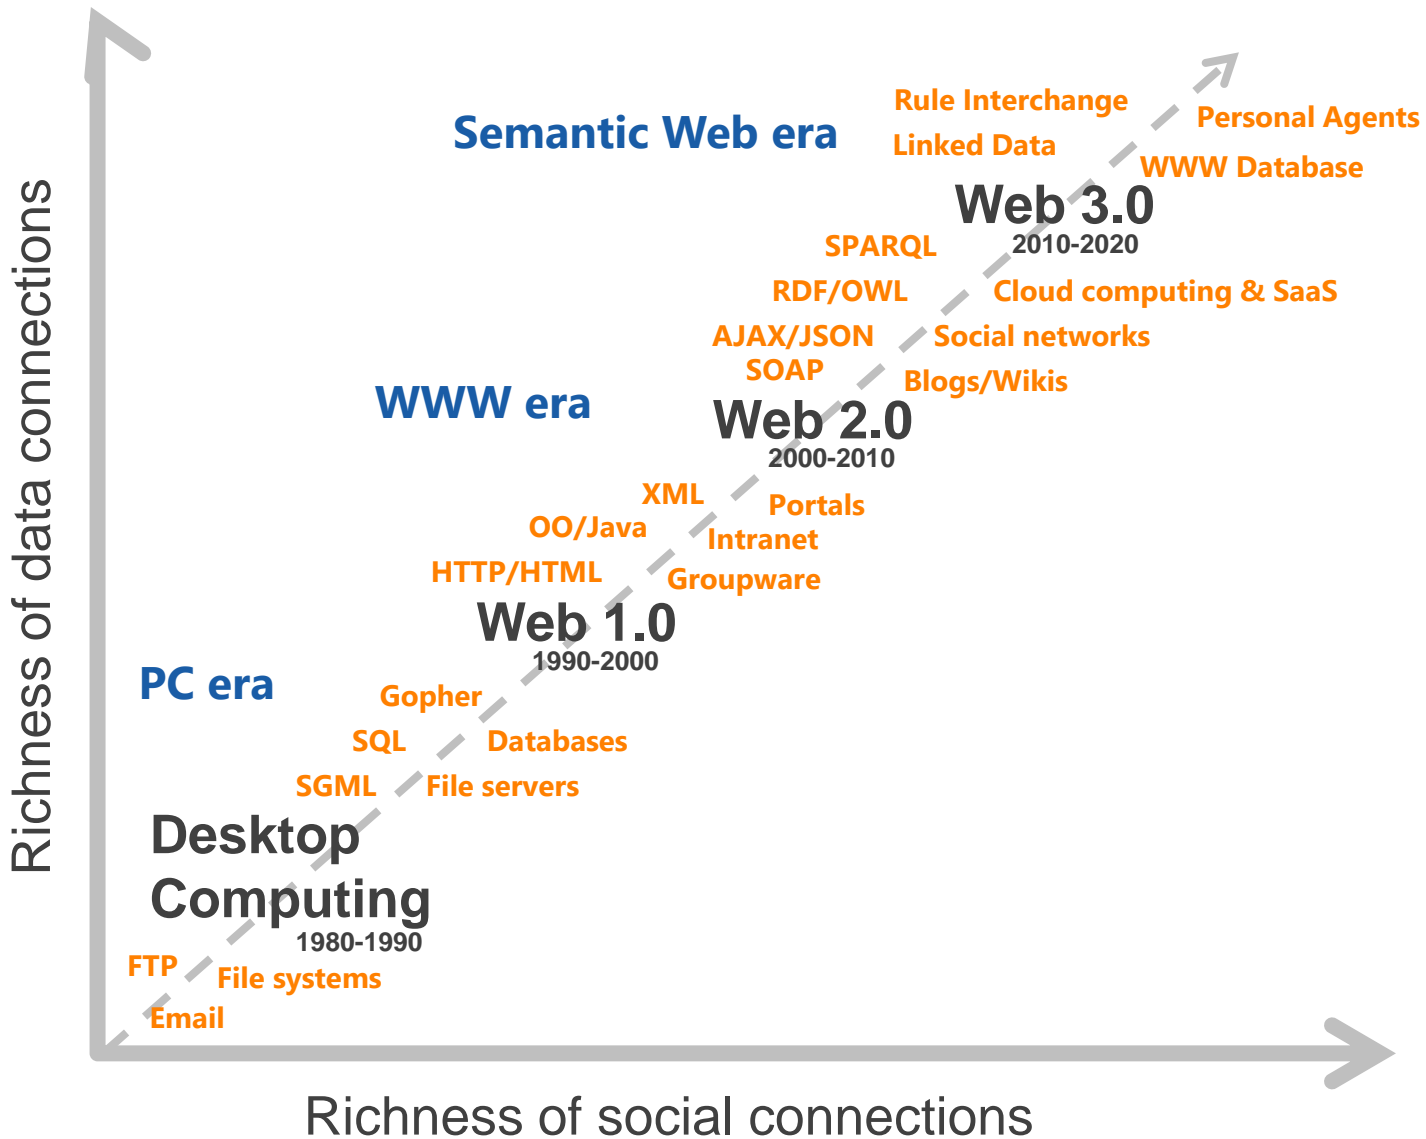 Rule Interchange
Personal Agents
Semantic Web era
Linked Data
WWW Database
Web 3.0
2010-2020
SPARQL
RDF/OWL
Cloud computing & SaaS
AJAX/JSON
Social networks
SOAP
Blogs/Wikis
WWW era
Web 2.0
2000-2010
XML
Portals
OO/Java
Intranet
HTTP/HTML
Groupware
Web 1.0
1990-2000
PC era
Gopher
SQL
Databases
SGML
File servers
Desktop
Computing
1980-1990
FTP
File systems
Email
Richness of data connections
Richness of social connections